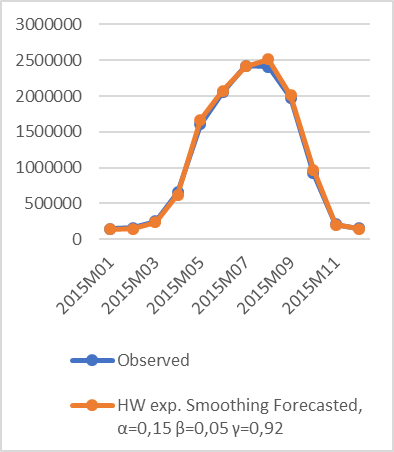 3000000
2500000
2000000
1500000
1000000
500000
0
2015M01
2015M03
2015M05
2015M07
2015M09
2015M11
Observed
HW exp. Smoothing Forecasted,
α=0,15 β=0,05 γ=0,92